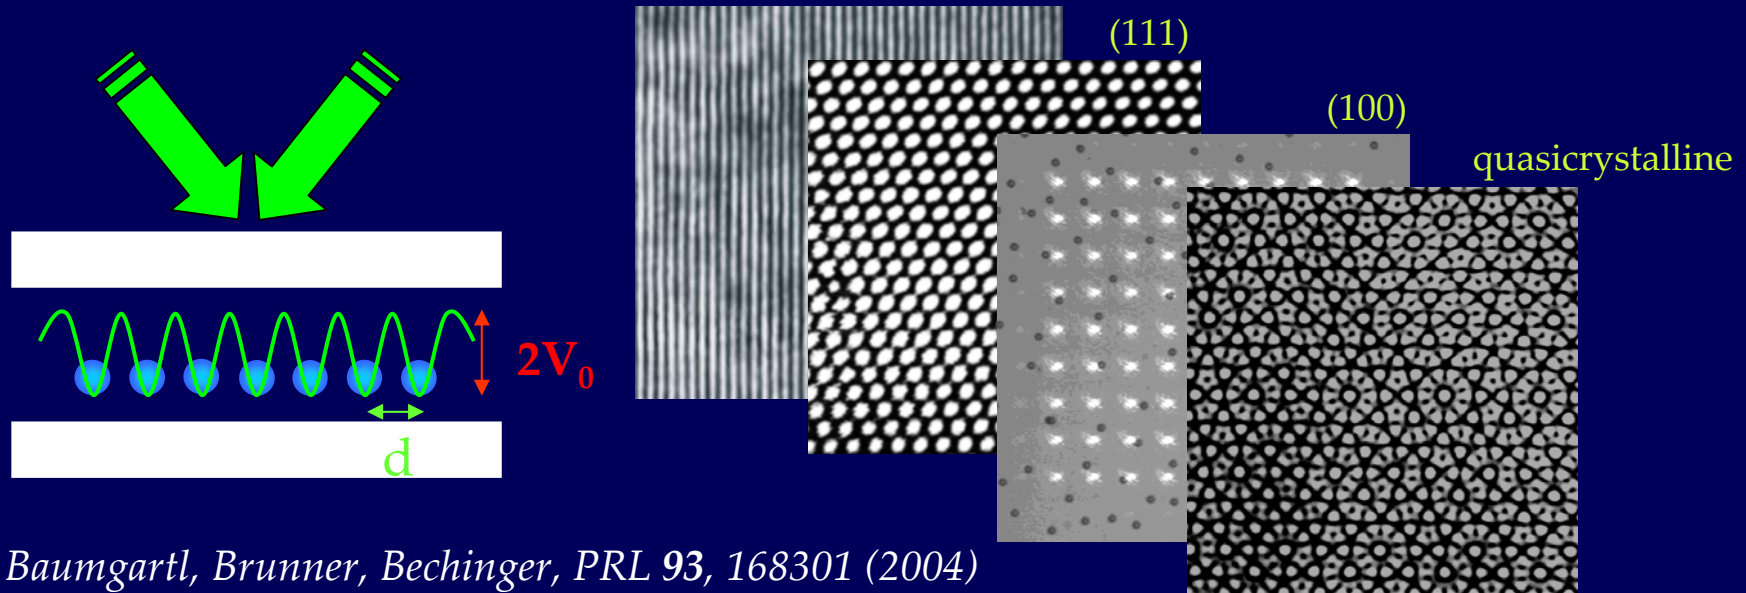 (111)
(100)
quasicrystalline
2V₀
d
Baumgartl, Brunner, Bechinger, PRL 93, 168301 (2004)